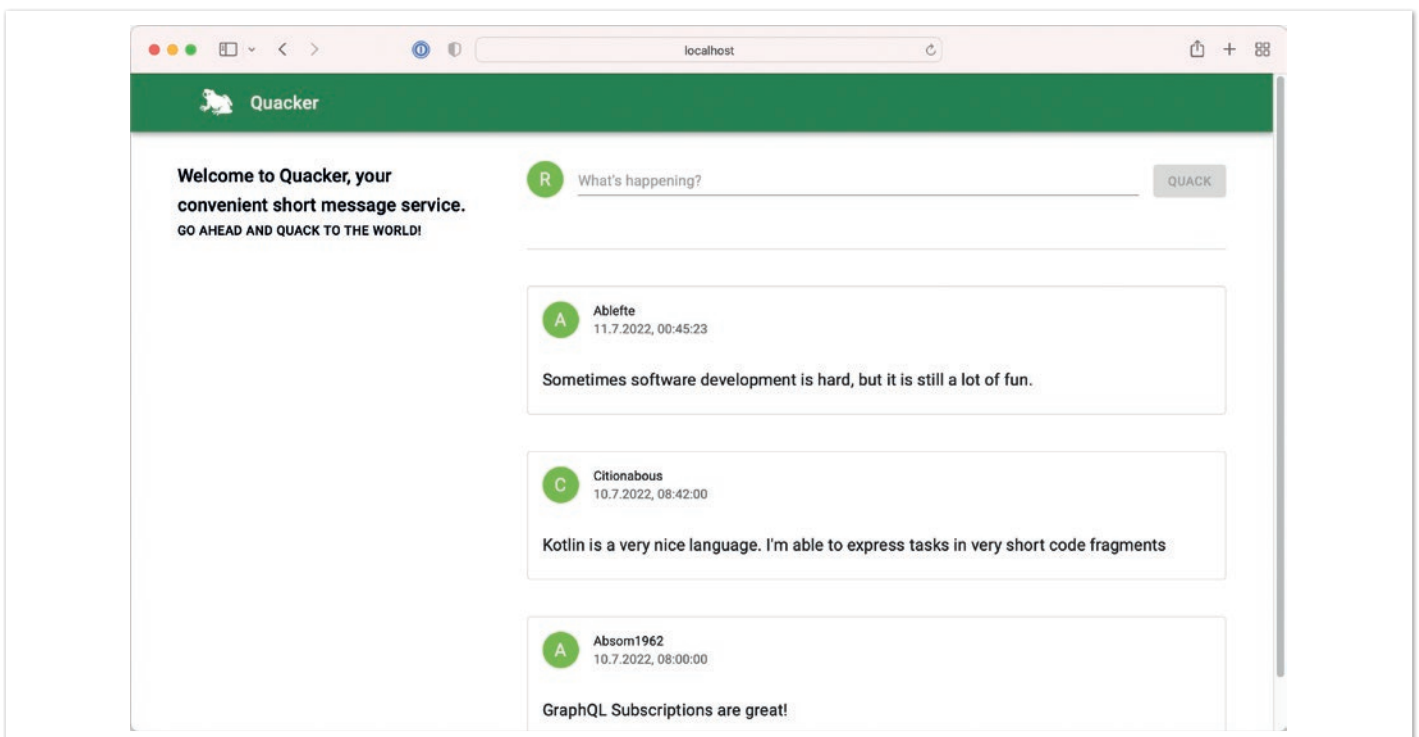 localhost
Quacker
Welcome to Quacker, your
convenient short message service.
GO AHEAD AND QUACK TO THE WORLD!
R
What's happening?
QUACK
A
Ablefte
11.7.2022, 00:45:23
Sometimes software development is hard, but it is still a lot of fun.
C
Citionabous
10.7.2022, 08:42:00
Kotlin is a very nice language. I'm able to express tasks in very short code fragments
A
Absom1962
10.7.2022, 08:00:00
GraphQL Subscriptions are great!